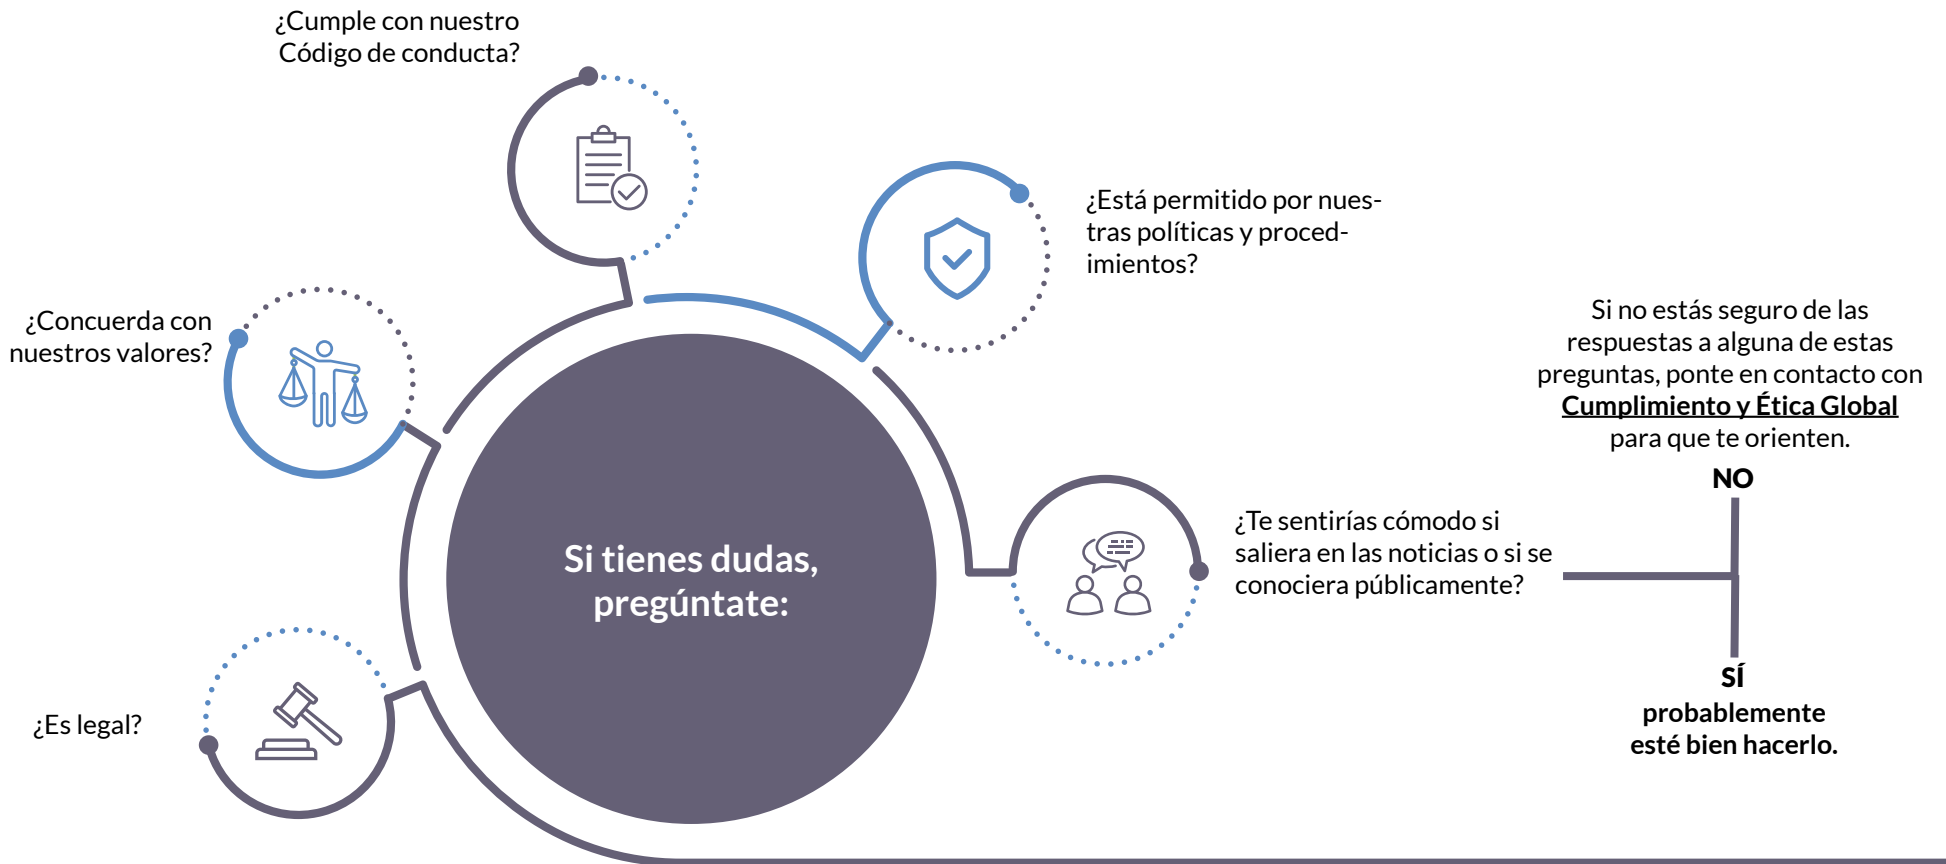 ¿Cumple con nuestro
Código de conducta?
¿Está permitido por nues-
tras políticas y proced-
imientos?
¿Concuerda con
nuestros valores?
Si no estás seguro de las
respuestas a alguna de estas
preguntas, ponte en contacto con
Cumplimiento y Ética Global
para que te orienten.
NO
¿Te sentirías cómodo si
saliera en las noticias o si se
conociera públicamente?
Si tienes dudas,
pregúntate:
SÍ
probablemente
esté bien hacerlo.
¿Es legal?